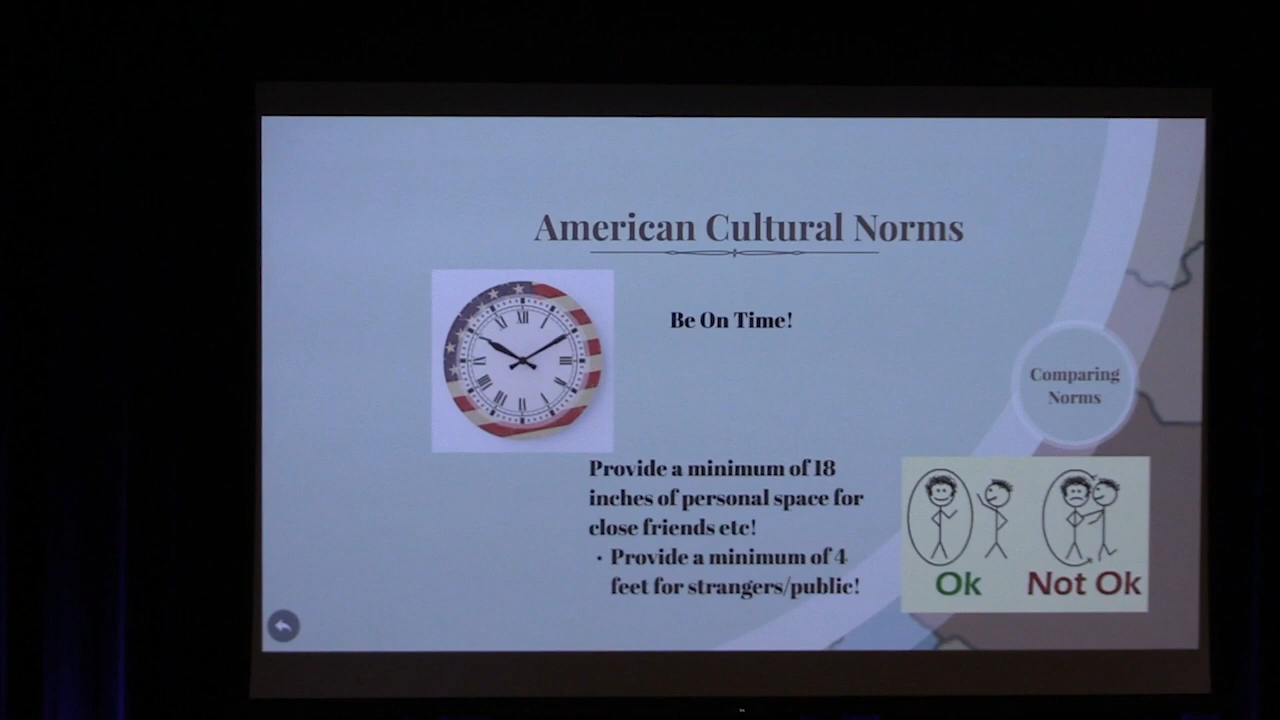 American Cultural Norms
Be On Time!
Comparing
Norms
Provide a minimum of 18
inches of personal space for
close friends etc!
· Provide a minimum of 4
feet for strangers/public!
Ok
Not Ok